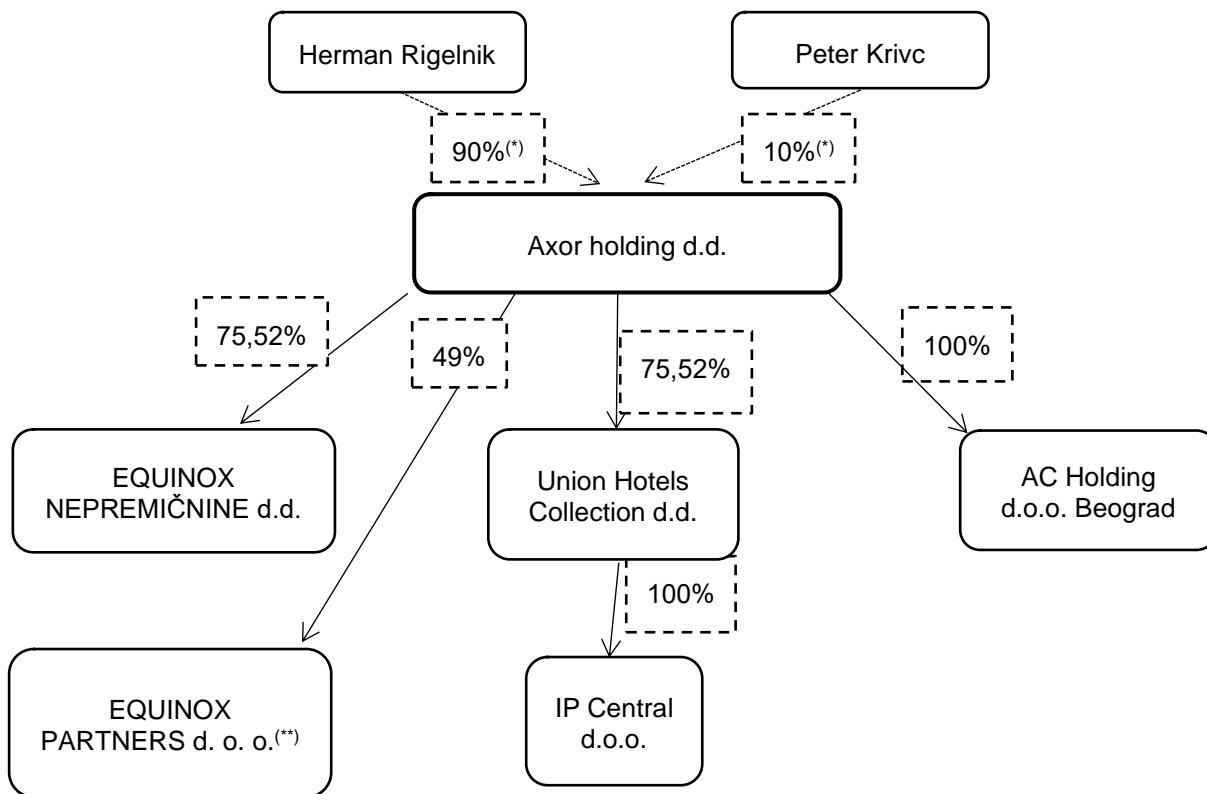 Herman Rigelnik
Peter Krivc
90%(*)
10%(*)
Axor holding d.d.
75,52%
49%
75,52%
100%
EQUINOX
NEPREMIČNINE d.d.
Union Hotels
Collection d.d.
AC Holding
d.o.o. Beograd
100%
EQUINOX
PARTNERS d. o. o.(**)
IP Central
d.o.o.